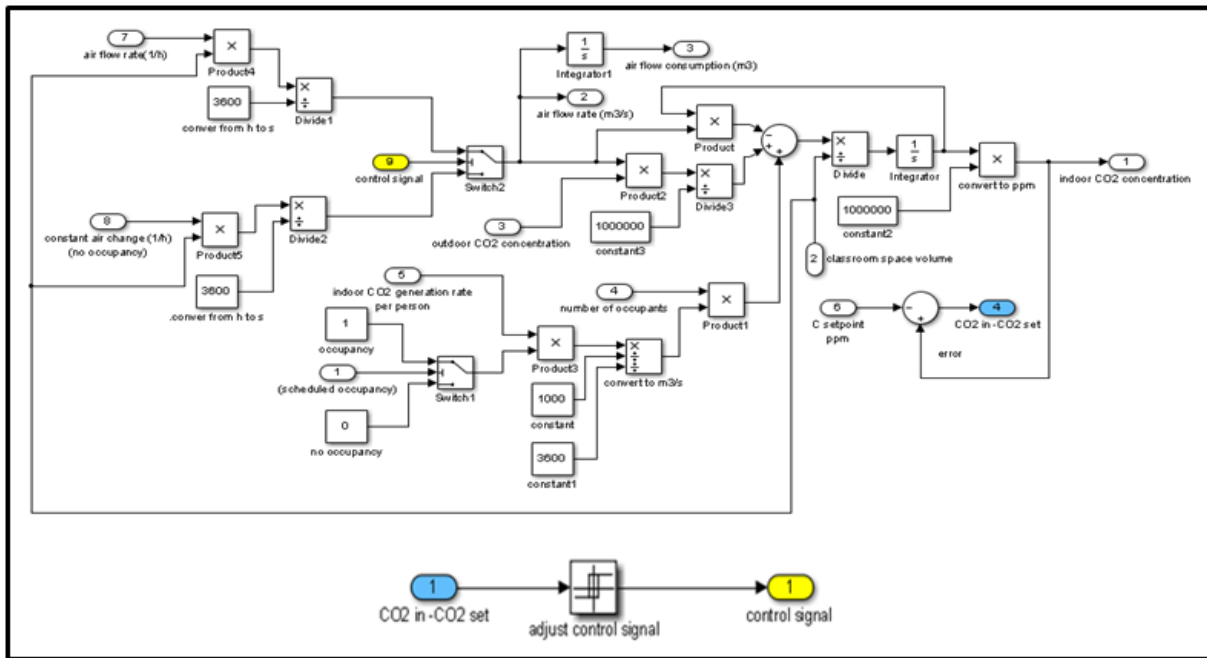 7
air flow rate(1/h)
×
Product4
3600
conver from h to s
×
÷
Divide1
1
s
Integrator1
3
air flow consumption (m3)
2
air flow rate (m3/s)
9
control signal
Switch2
×
Product
×
Product2
×
÷
Divide3
1000000
constant3
3
outdoor CO2 concentration
−
+
+
×
÷
Divide
1
s
Integrator
×
convert to ppm
1
indoor CO2 concentration
1000000
constant2
2
classroom space volume
8
constant air change (1/h)
(no occupancy)
×
Product5
×
÷
Divide2
3600
.conver from h to s
5
indoor CO2 generation rate
per person
1
occupancy
1
(scheduled occupancy)
0
no occupancy
Switch1
×
Product3
1000
constant
3600
constant1
×
÷
÷
convert to m3/s
4
number of occupants
×
Product1
6
C setpoint
ppm
−
+
error
4
CO2 in -CO2 set
1
CO2 in -CO2 set
adjust control signal
1
control signal